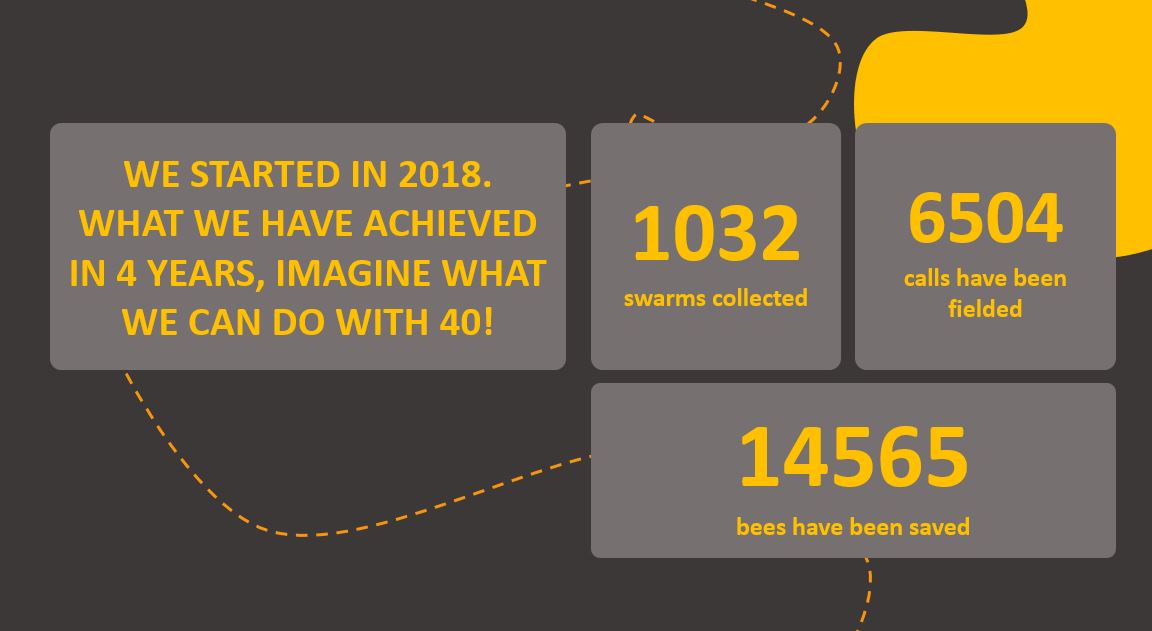 WE STARTED IN 2018.
WHAT WE HAVE ACHIEVED
IN 4 YEARS, IMAGINE WHAT
WE CAN DO WITH 40!
1032
swarms collected
6504
calls have been
fielded
14565
bees have been saved